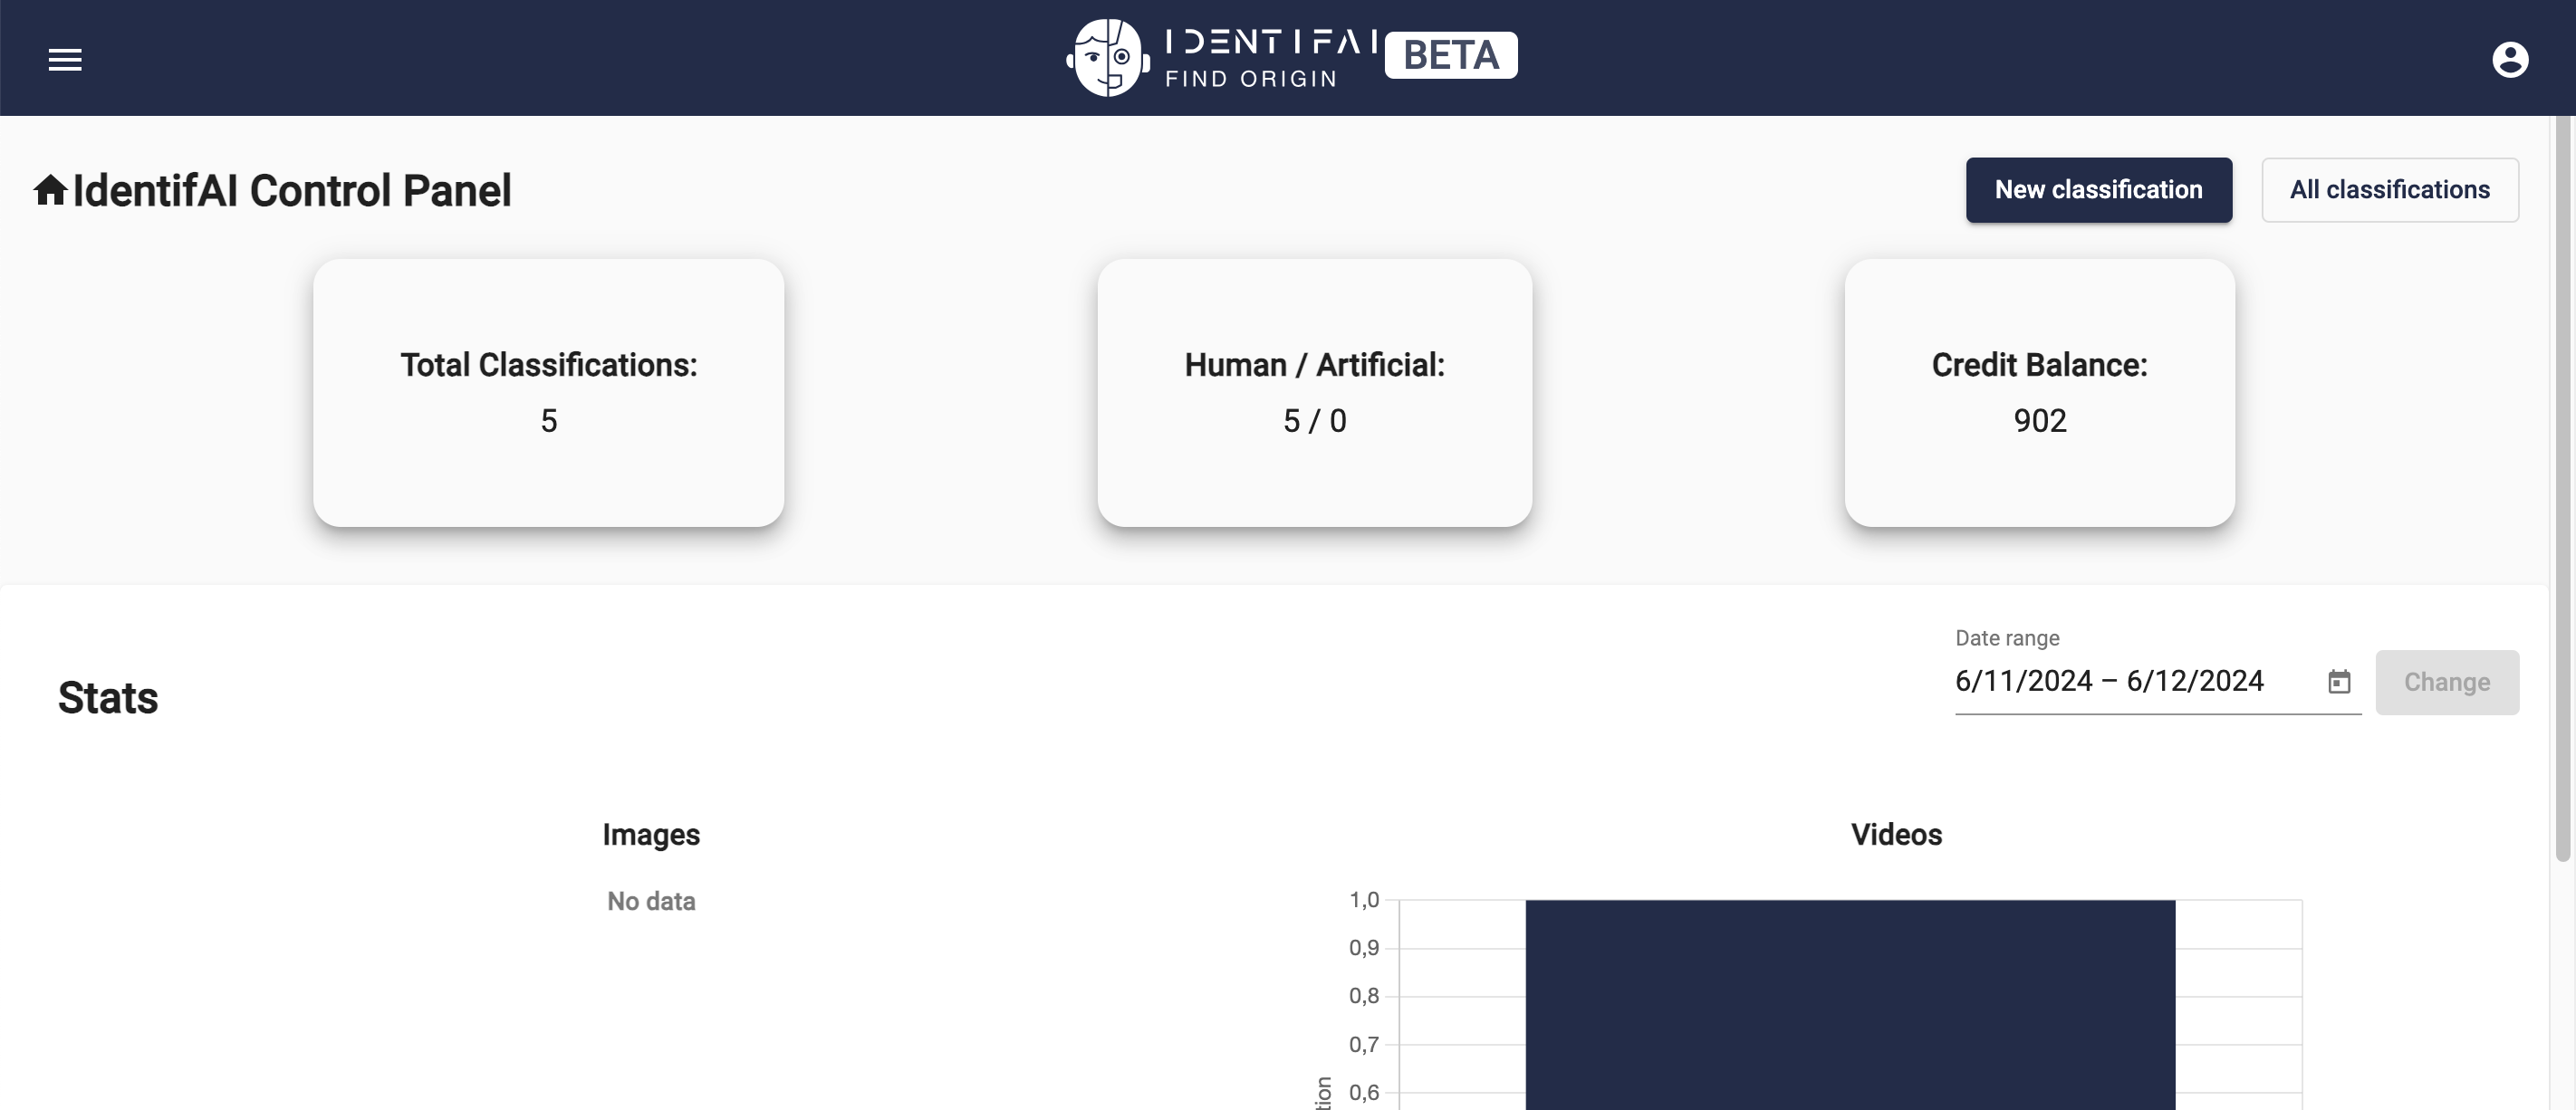 IDENTIFAI
FIND ORIGIN
BETA
IdentifAI Control Panel
New classification
All classifications
Total Classifications:
5
Human / Artificial:
5 / 0
Credit Balance:
902
Date range
6/11/2024 – 6/12/2024
Change
Stats
Images
No data
Videos
1,0
0,9
0,8
0,7
0,6